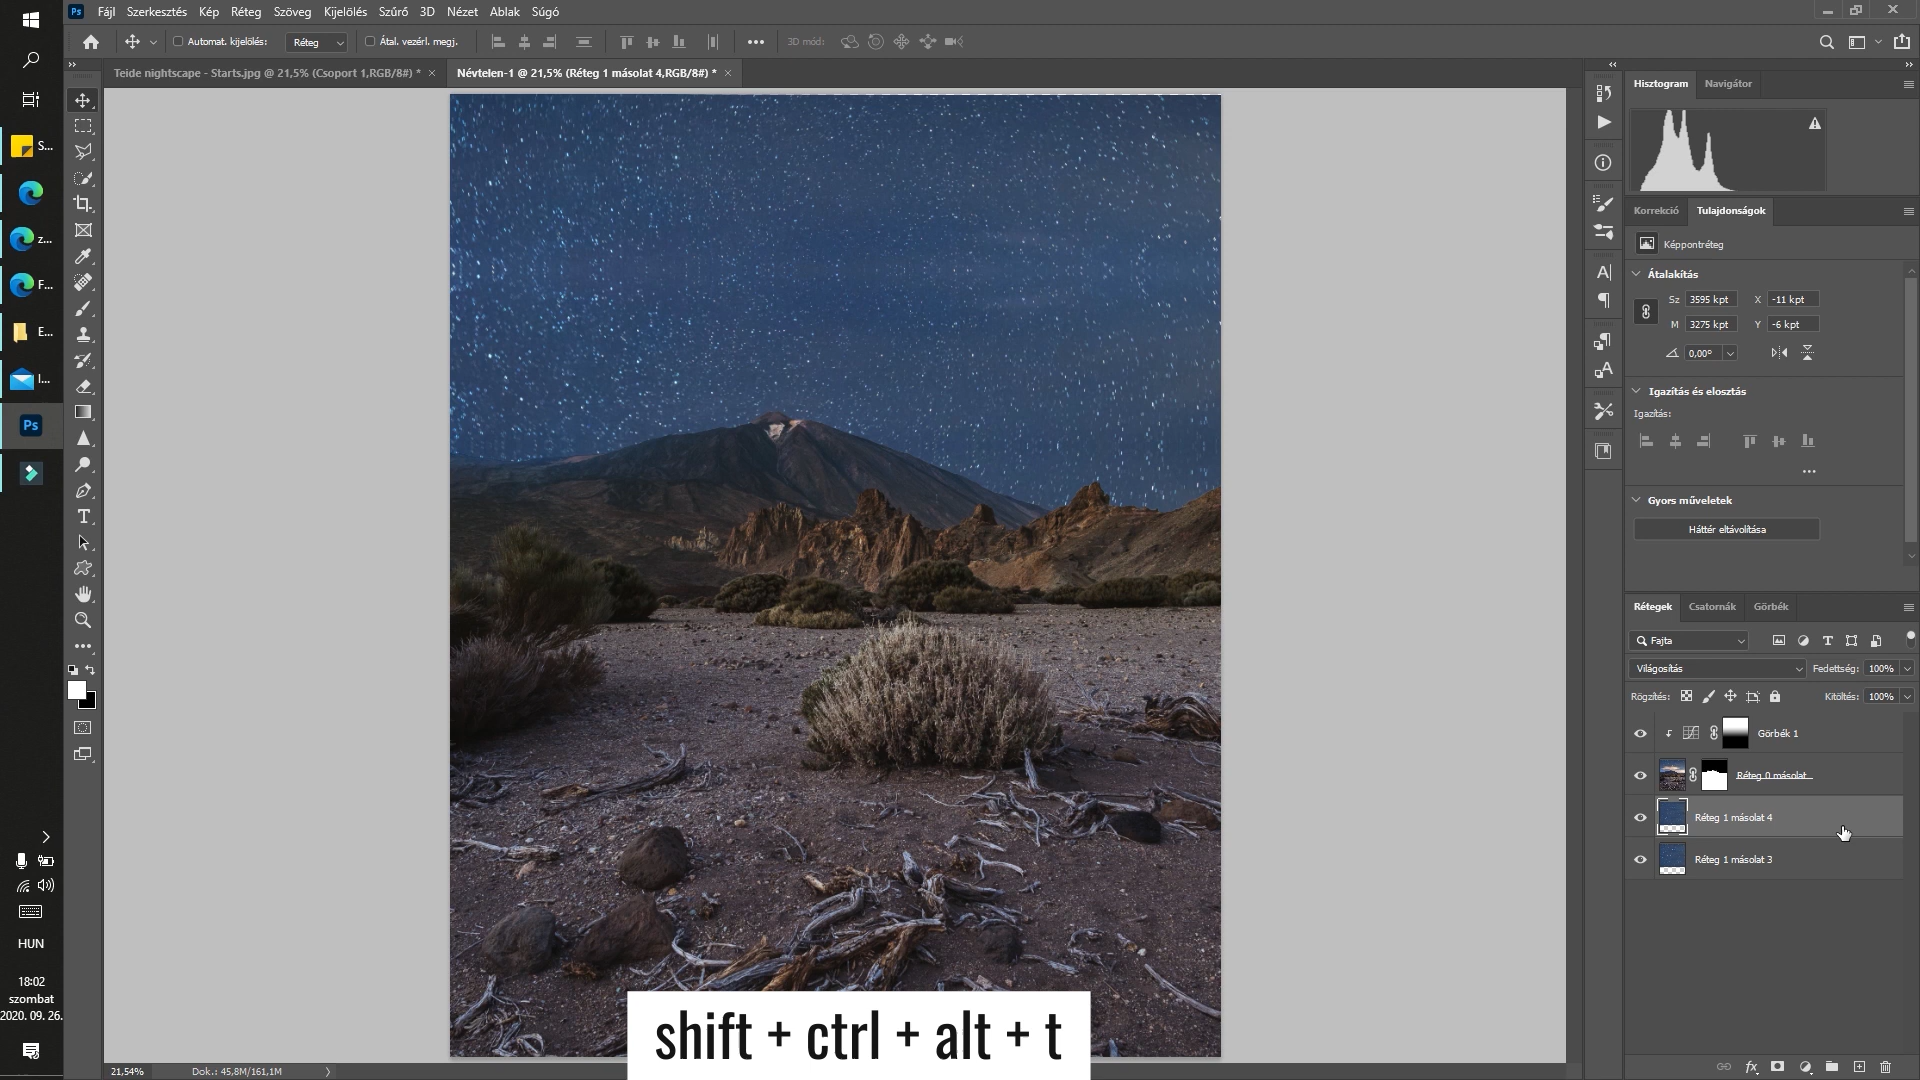 Ps Fájl Szerkesztés Kép Réteg Szöveg Kijelölés Szűrő 3D Nézet Ablak Súgó
Automat. kijelölés: Réteg Átal. vezérl. megj. 3D mód:
Teide nightscape - Starts.jpg @ 21,5% (Csoport 1,RGB/8#) *
Névtelen-1 @ 21,5% (Réteg 1 másolat 4,RGB/8#) *
S...
z...
F...
E...
I...
Ps
HUN
18:02
szombat
2020. 09. 26.
Hisztogram Navigátor
Korrekció Tulajdonságok
Képpontréteg
Átalakítás
Sz 3595 kpt X -11 kpt
M 3275 kpt Y -6 kpt
0,00°
Igazítás és elosztás
Igazítás:
Gyors műveletek
Háttér eltávolítása
Rétegek Csatornák Görbék
Fajta
Világosítás Fedettség: 100%
Rögzítés: Kitöltés: 100%
Görbék 1
Réteg 0 másolat
Réteg 1 másolat 4
Réteg 1 másolat 3
shift + ctrl + alt + t
21,54% Dok.: 45,8M/161,1M